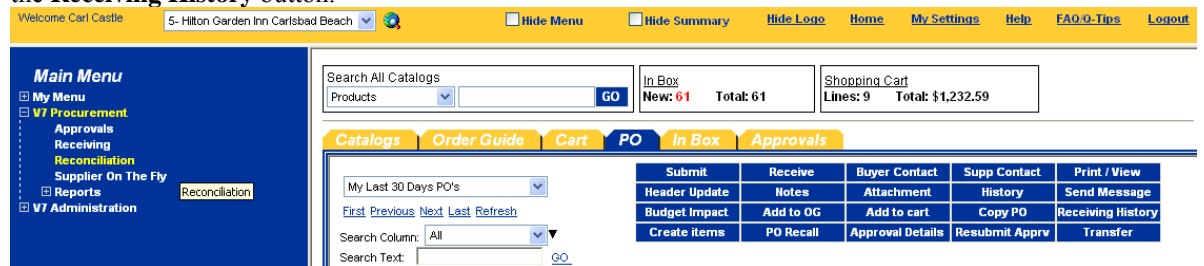 the Receiving History button.
Welcome Carl Castle 5- Hilton Garden Inn Carlsbad Beach Hide Menu Hide Summary Hide Logo Home My Settings Help FAQ/Q-Tips Logout
Main Menu
My Menu
V7 Procurement
Approvals
Receiving
Reconciliation
Supplier On The Fly
Reports
Reconciliation
V7 Administration
Search All Catalogs
Products GO
In Box
New: 61 Total: 61
Shopping Cart
Lines: 9 Total: $1,232.59
Catalogs Order Guide Cart PO In Box Approvals
My Last 30 Days PO's
First Previous Next Last Refresh
Search Column: All
Search Text: GO
Submit Receive Buyer Contact Supp Contact Print / View
Header Update Notes Attachment History Send Message
Budget Impact Add to OG Add to cart Copy PO Receiving History
Create items PO Recall Approval Details Resubmit Apprv Transfer